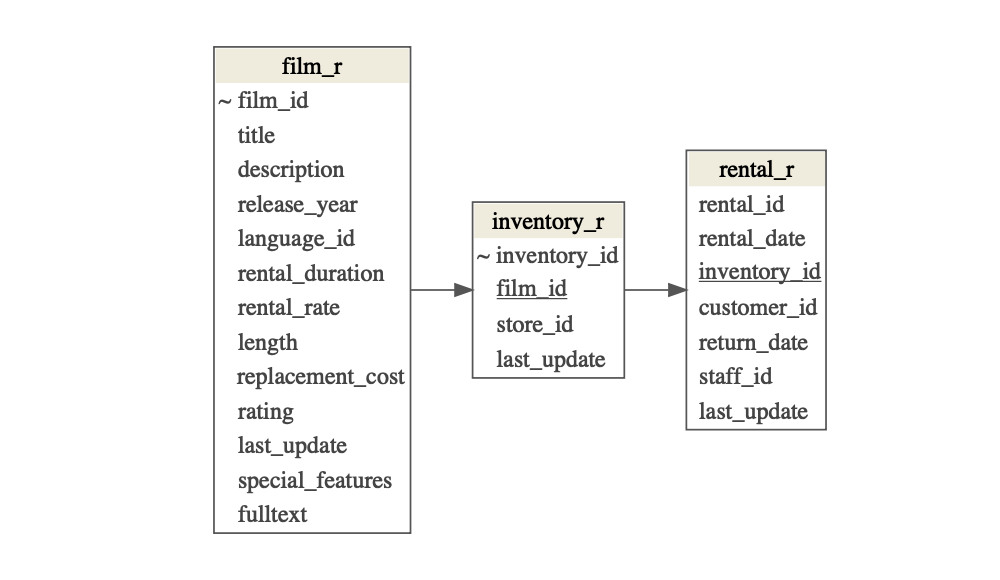 film_r
~ film_id
title
description
release_year
language_id
rental_duration
rental_rate
length
replacement_cost
rating
last_update
special_features
fulltext
inventory_r
~ inventory_id
film_id
store_id
last_update
rental_r
rental_id
rental_date
inventory_id
customer_id
return_date
staff_id
last_update